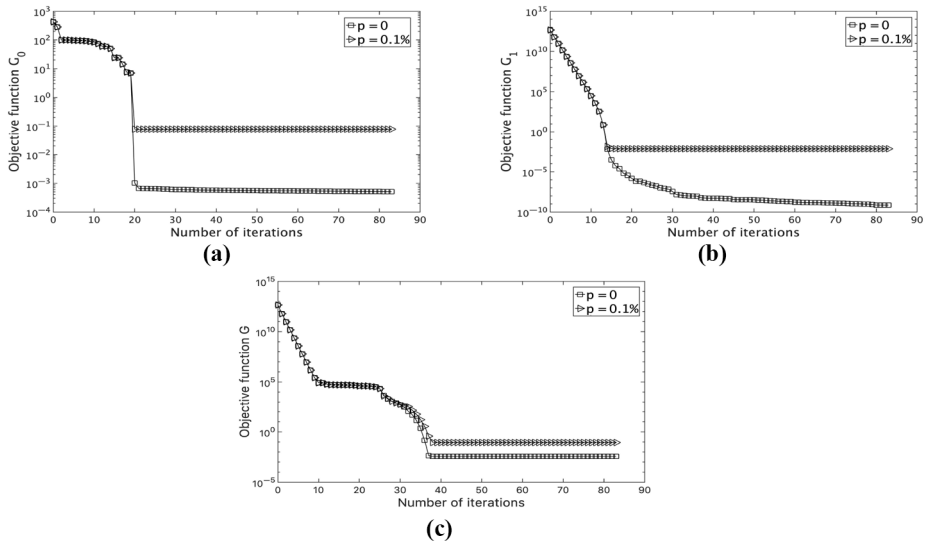 10^3
10^2
10^1
10^0
10^-1
10^-2
10^-3
10^-4
Objective function G_0
0 10 20 30 40 50 60 70 80 90
Number of iterations
p = 0
p = 0.1%
(a)
10^15
10^10
10^5
10^0
10^-5
10^-10
Objective function G_1
0 10 20 30 40 50 60 70 80 90
Number of iterations
p = 0
p = 0.1%
(b)
10^15
10^10
10^5
10^0
10^-5
Objective function G
0 10 20 30 40 50 60 70 80 90
Number of iterations
p = 0
p = 0.1%
(c)